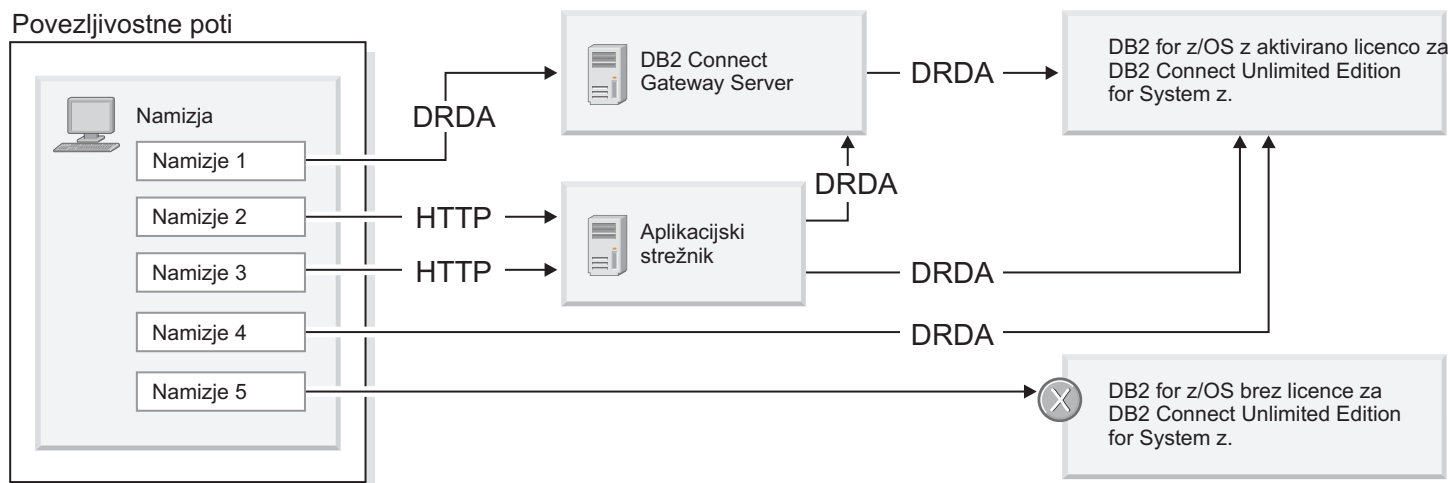 Povezljivostne poti
Namizja
Namizje 1
Namizje 2
Namizje 3
Namizje 4
Namizje 5
DRDA
HTTP
HTTP
DB2 Connect
Gateway Server
Aplikacijski
strežnik
DRDA
DRDA
DRDA
DRDA
DB2 for z/OS z aktivirano licenco za
DB2 Connect Unlimited Edition
for System z.
X
DB2 for z/OS brez licence za
DB2 Connect Unlimited Edition
for System z.